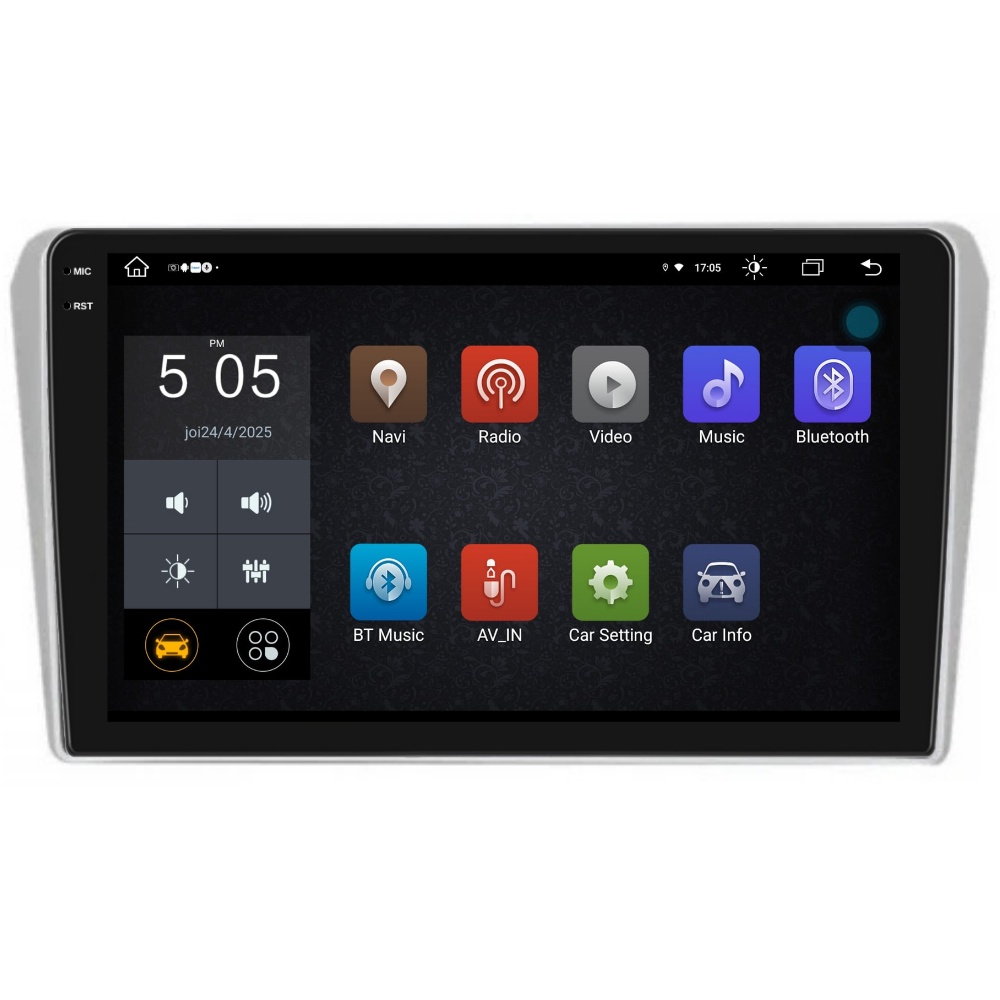 MIC
RST
17:05
PM
5 05
joi24/4/2025
Navi
Radio
Video
Music
Bluetooth
BT Music
AV_IN
Car Setting
Car Info